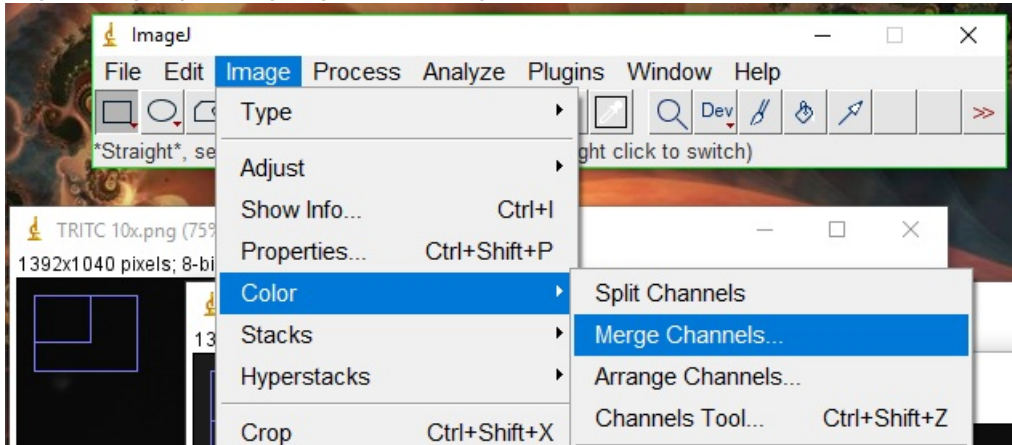 ImageJ
File Edit Image Process Analyze Plugins Window Help
Dev
>>
*Straight*, se
ght click to switch)
Type
Adjust
Show Info... Ctrl+I
Properties... Ctrl+Shift+P
Color
Stacks
Hyperstacks
Crop Ctrl+Shift+X
Split Channels
Merge Channels...
Arrange Channels...
Channels Tool... Ctrl+Shift+Z
TRITC 10x.png (75%
1392x1040 pixels; 8-bi
13